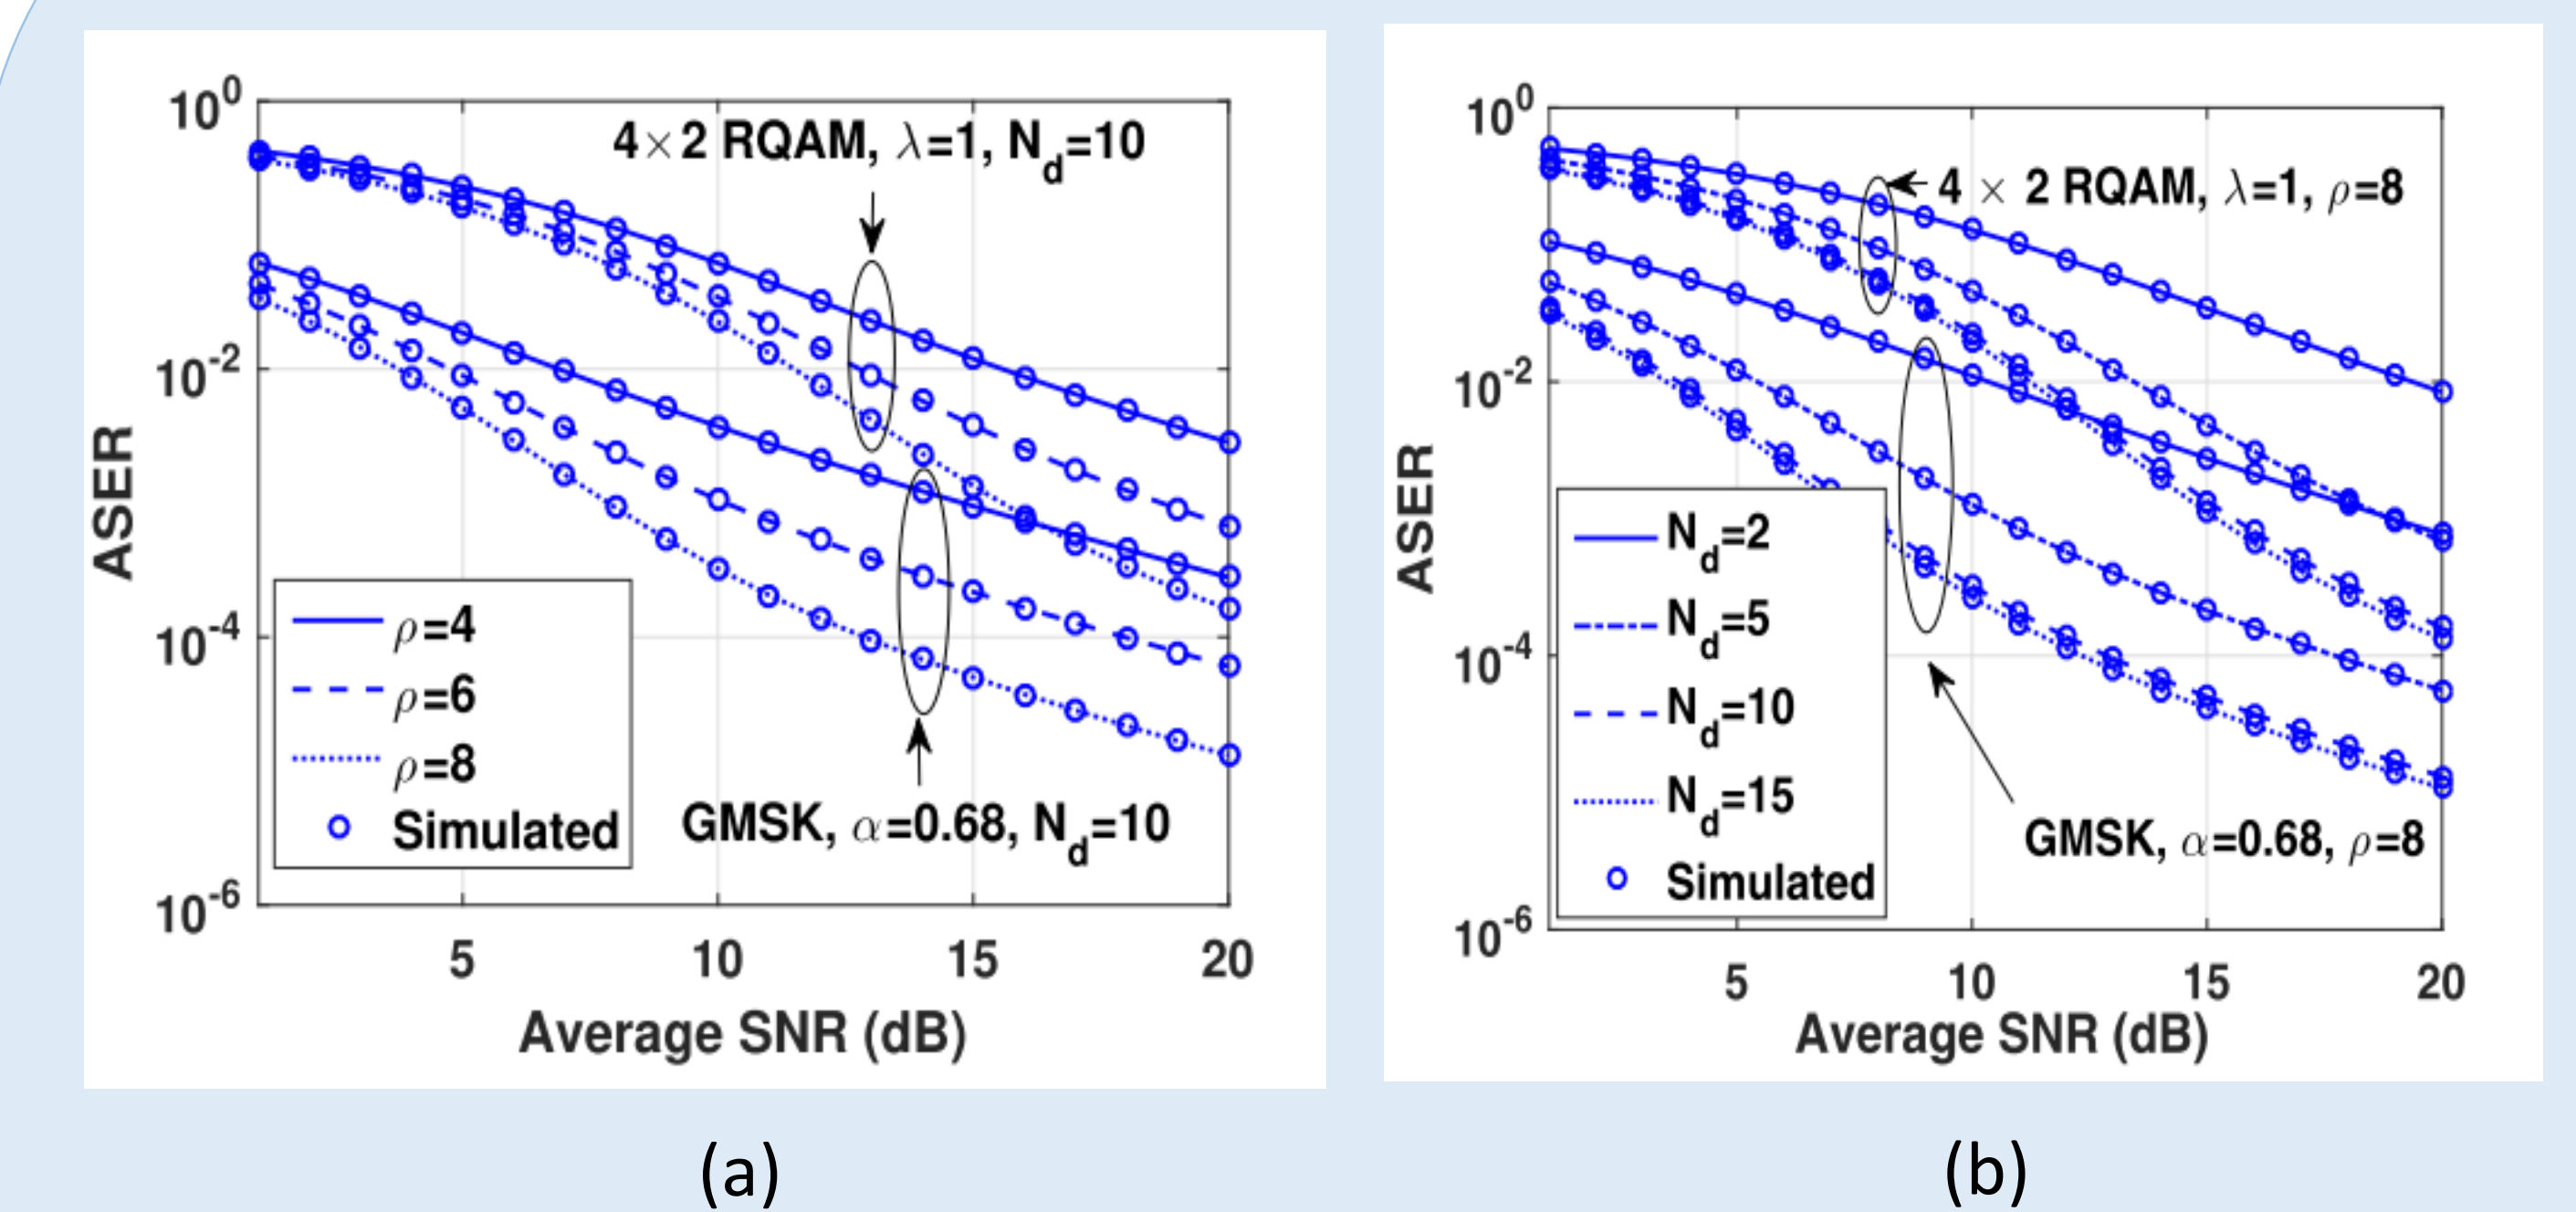 10^0
10^-2
10^-4
10^-6
ASER
4×2 RQAM, λ=1, N_d=10
ρ=4
ρ=6
ρ=8
Simulated
GMSK, α=0.68, N_d=10
5 10 15 20
Average SNR (dB)
(a)
10^0
10^-2
10^-4
10^-6
ASER
4 × 2 RQAM, λ=1, ρ=8
N_d=2
N_d=5
N_d=10
N_d=15
Simulated
GMSK, α=0.68, ρ=8
5 10 15 20
Average SNR (dB)
(b)